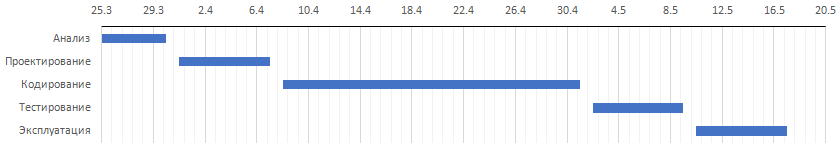 25.3 29.3 2.4 6.4 10.4 14.4 18.4 22.4 26.4 30.4 4.5 8.5 12.5 16.5 20.5
Анализ
Проектирование
Кодирование
Тестирование
Эксплуатация